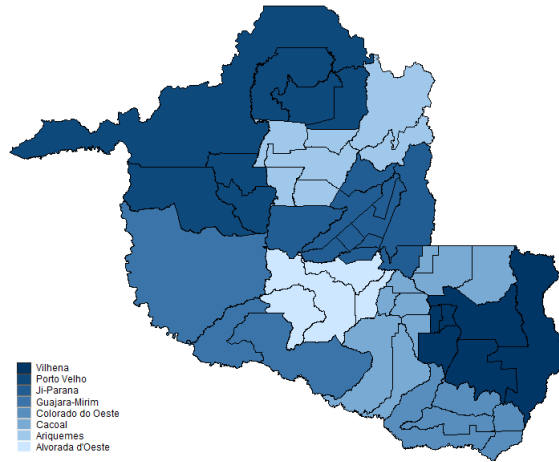 Vilhena
Porto Velho
Ji-Parana
Guajara-Mirim
Colorado do Oeste
Cacoal
Ariquemes
Alvorada d'Oeste